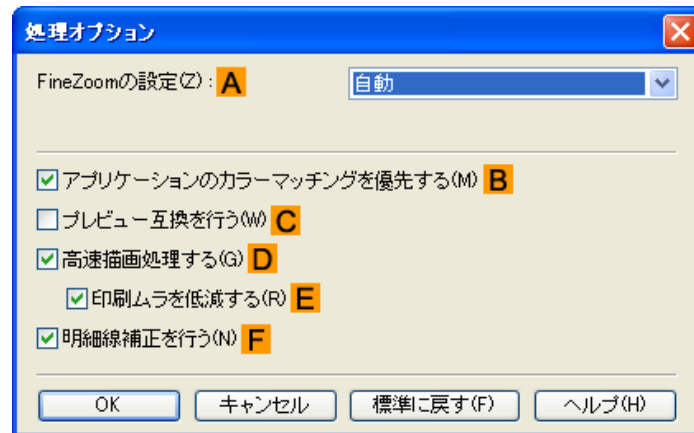 処理オプション
FineZoomの設定(Z) : A 自動
アプリケーションのカラーマッチングを優先する(M) B
プレビュー互換を行う(W) C
高速描画処理する(G) D
印刷ムラを低減する(R) E
明細線補正を行う(N) F
OK キャンセル 標準に戻す(F) ヘルプ(H)